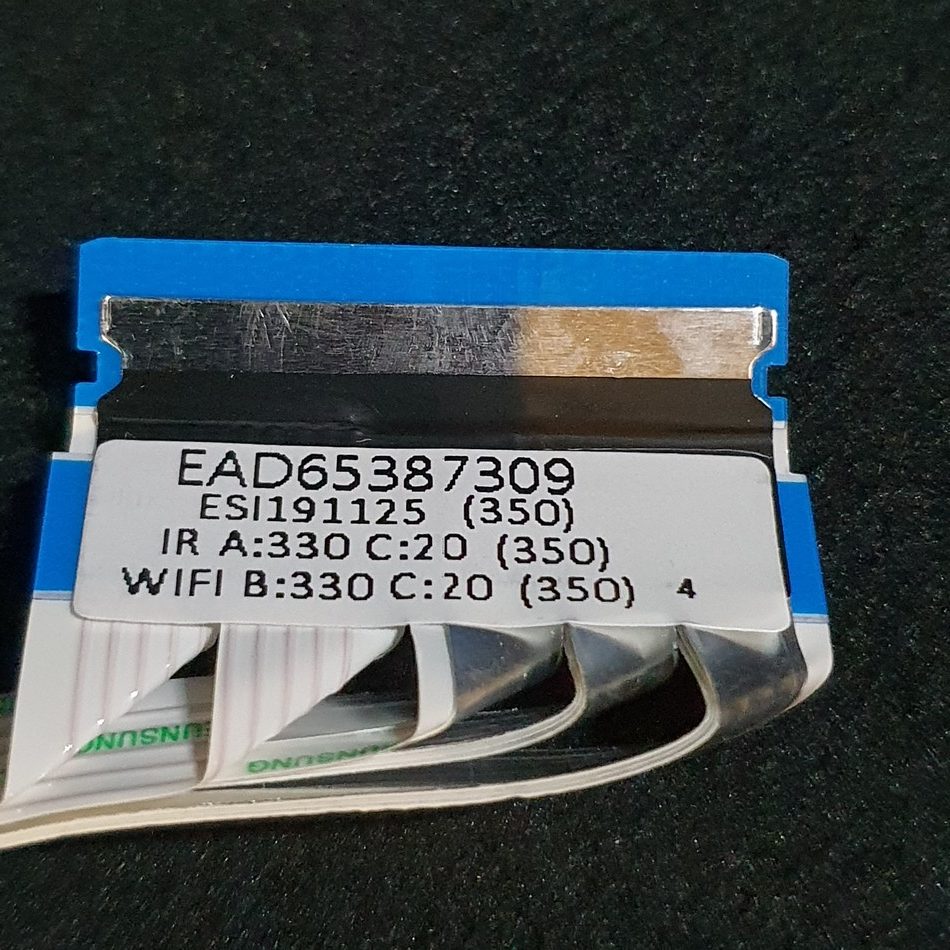 EAD65387309
ESI191125 (350)
IR A:330 C:20 (350)
WIFI B:330 C:20 (350) 4